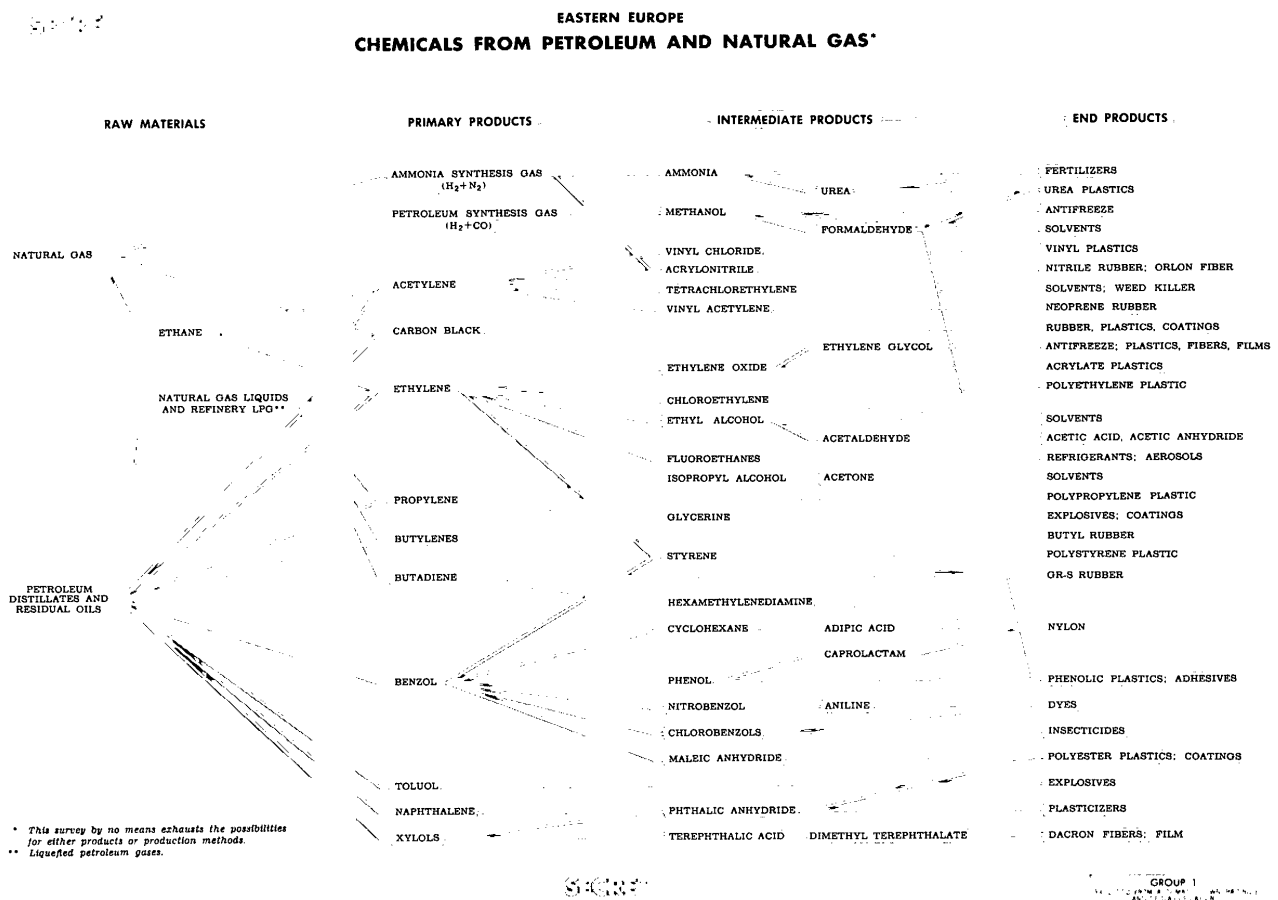 EASTERN EUROPE
CHEMICALS FROM PETROLEUM AND NATURAL GAS*
RAW MATERIALS
PRIMARY PRODUCTS
INTERMEDIATE PRODUCTS
END PRODUCTS
NATURAL GAS
ETHANE
NATURAL GAS LIQUIDS
AND REFINERY LPG**
PETROLEUM
DISTILLATES AND
RESIDUAL OILS
AMMONIA SYNTHESIS GAS
(H₂+N₂)
PETROLEUM SYNTHESIS GAS
(H₂+CO)
ACETYLENE
CARBON BLACK
ETHYLENE
PROPYLENE
BUTYLENES
BUTADIENE
BENZOL
TOLUOL
NAPHTHALENE
XYLOLS
AMMONIA
UREA
METHANOL
FORMALDEHYDE
VINYL CHLORIDE
ACRYLONITRILE
TETRACHLORETHYLENE
VINYL ACETYLENE
ETHYLENE GLYCOL
ETHYLENE OXIDE
CHLOROETHYLENE
ETHYL ALCOHOL
ACETALDEHYDE
FLUOROETHANES
ISOPROPYL ALCOHOL ACETONE
GLYCERINE
STYRENE
HEXAMETHYLENEDIAMINE
CYCLOHEXANE ADIPIC ACID
CAPROLACTAM
PHENOL
NITROBENZOL ANILINE
CHLOROBENZOLS
MALEIC ANHYDRIDE
PHTHALIC ANHYDRIDE
TEREPHTHALIC ACID DIMETHYL TEREPHTHALATE
FERTILIZERS
UREA PLASTICS
ANTIFREEZE
SOLVENTS
VINYL PLASTICS
NITRILE RUBBER; ORLON FIBER
SOLVENTS; WEED KILLER
NEOPRENE RUBBER
RUBBER, PLASTICS, COATINGS
ANTIFREEZE; PLASTICS, FIBERS, FILMS
ACRYLATE PLASTICS
POLYETHYLENE PLASTIC
SOLVENTS
ACETIC ACID, ACETIC ANHYDRIDE
REFRIGERANTS; AEROSOLS
SOLVENTS
POLYPROPYLENE PLASTIC
EXPLOSIVES; COATINGS
BUTYL RUBBER
POLYSTYRENE PLASTIC
GR-S RUBBER
NYLON
PHENOLIC PLASTICS; ADHESIVES
DYES
INSECTICIDES
POLYESTER PLASTICS; COATINGS
EXPLOSIVES
PLASTICIZERS
DACRON FIBERS; FILM
* This survey by no means exhausts the possibilities
for either products or production methods.
** Liquefied petroleum gases.
GROUP 1